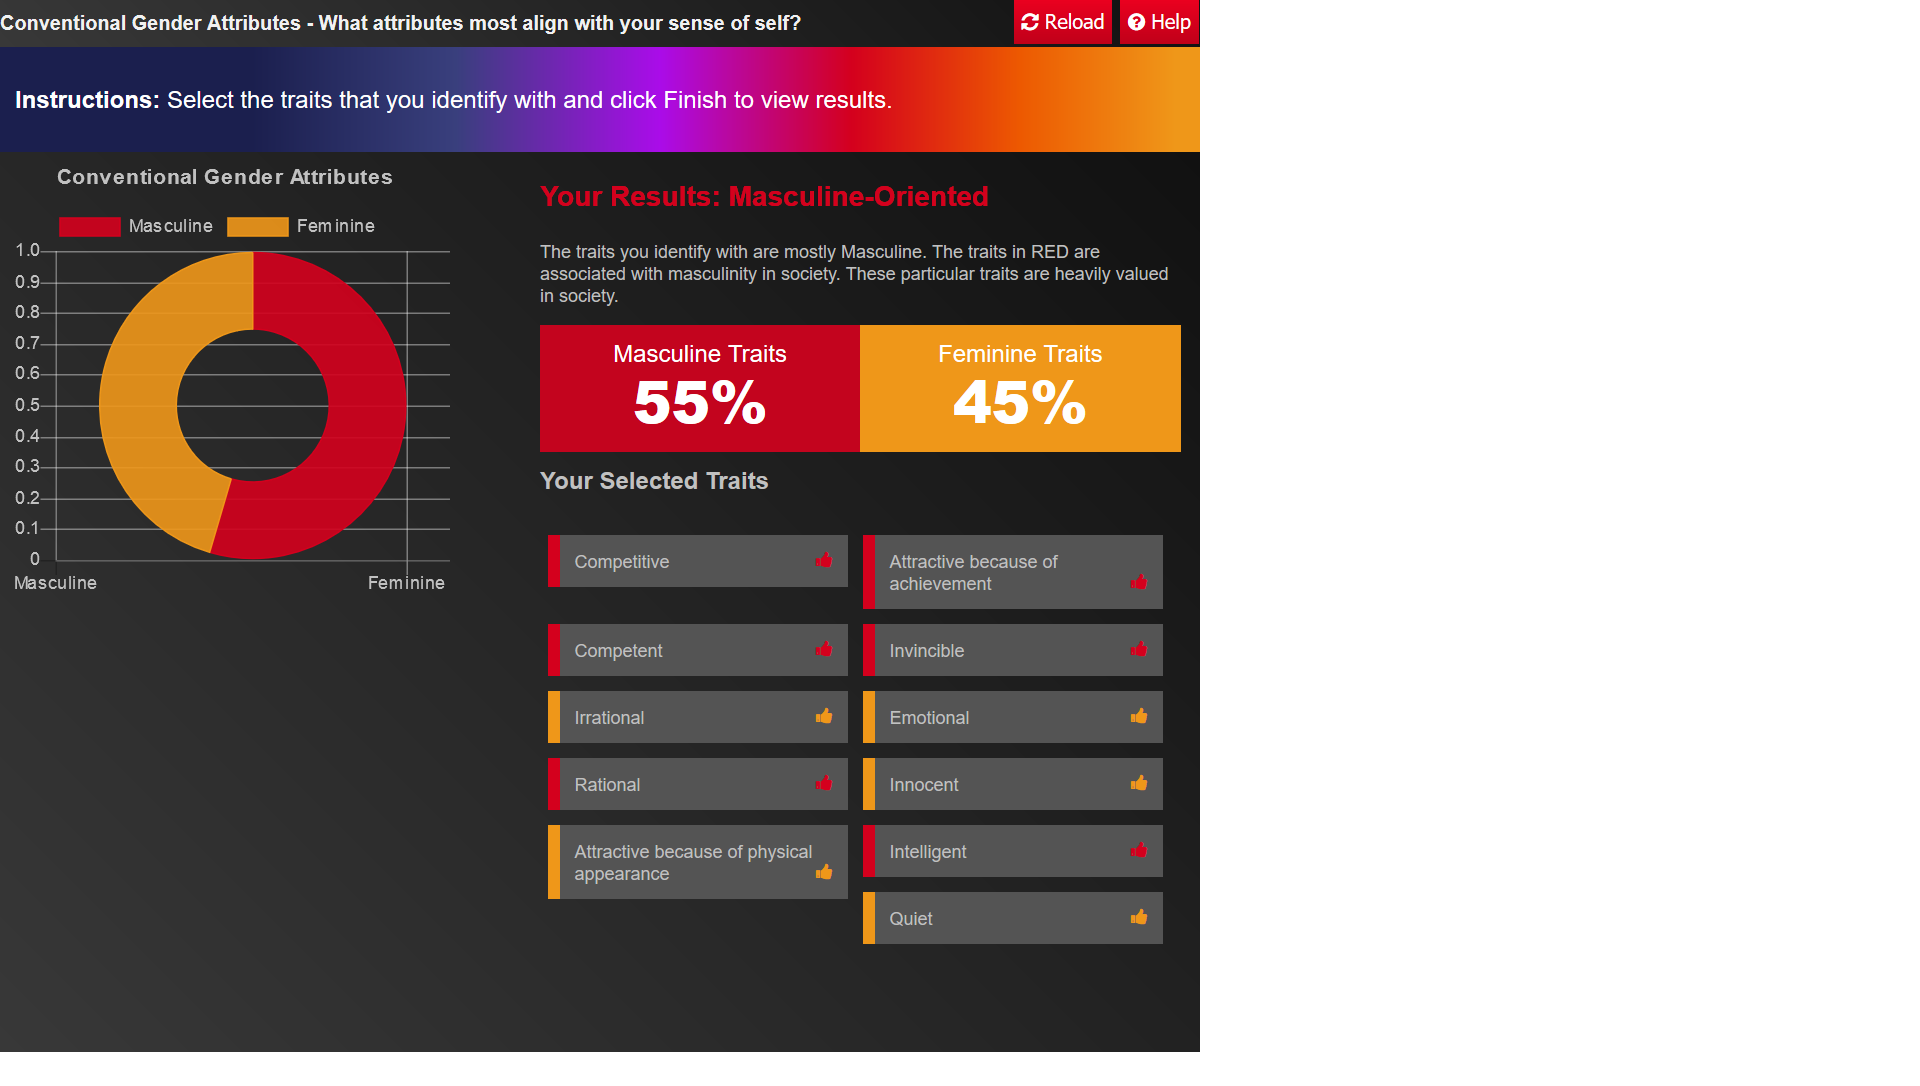 Conventional Gender Attributes - What attributes most align with your sense of self?
Reload
Help
Instructions: Select the traits that you identify with and click Finish to view results.
Conventional Gender Attributes
Masculine
Feminine
1.0
0.9
0.8
0.7
0.6
0.5
0.4
0.3
0.2
0.1
0
Masculine
Feminine
Your Results: Masculine-Oriented
The traits you identify with are mostly Masculine. The traits in RED are
associated with masculinity in society. These particular traits are heavily valued
in society.
Masculine Traits
55%
Feminine Traits
45%
Your Selected Traits
Competitive
Attractive because of
achievement
Competent
Invincible
Irrational
Emotional
Rational
Innocent
Attractive because of physical
appearance
Intelligent
Quiet